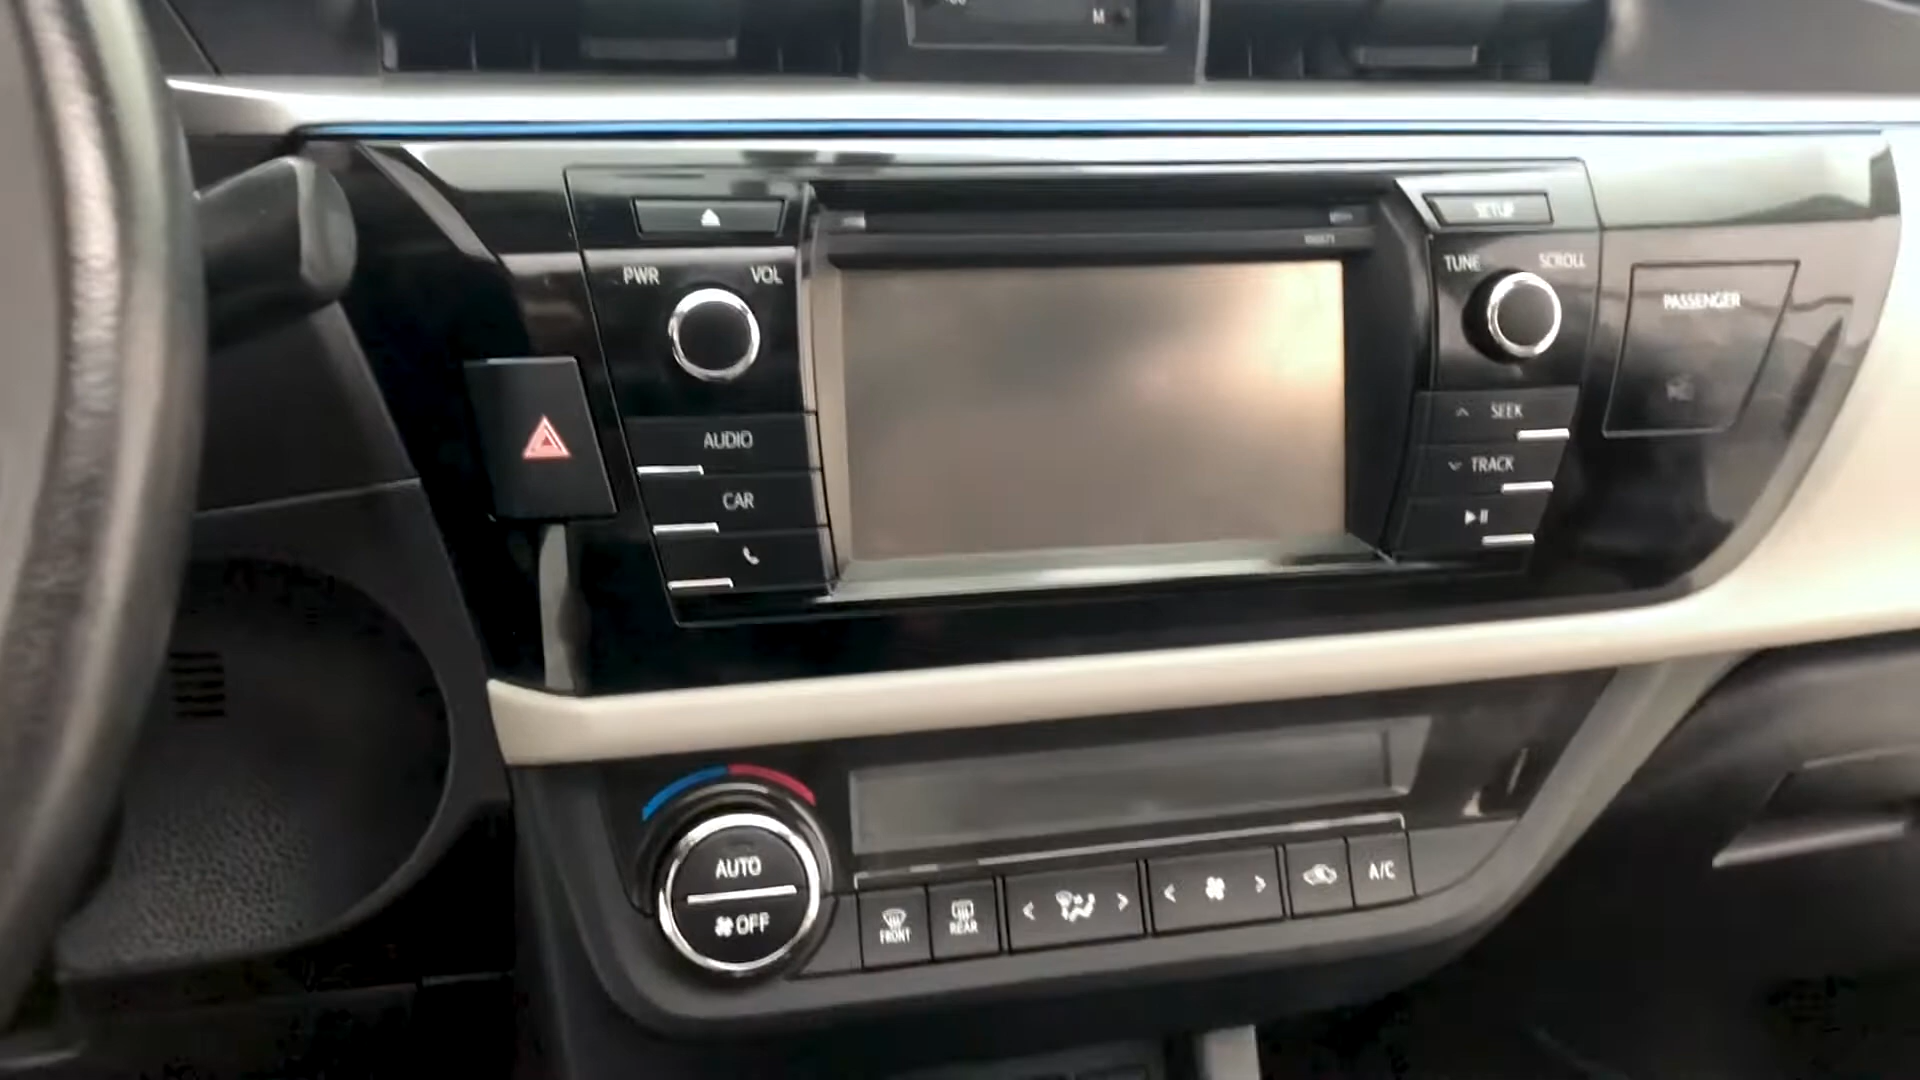 M
SETUP
PWR VOL
TUNE SCROLL
PASSENGER
AUDIO
SEEK
CAR
TRACK
AUTO
OFF
FRONT
REAR
A/C